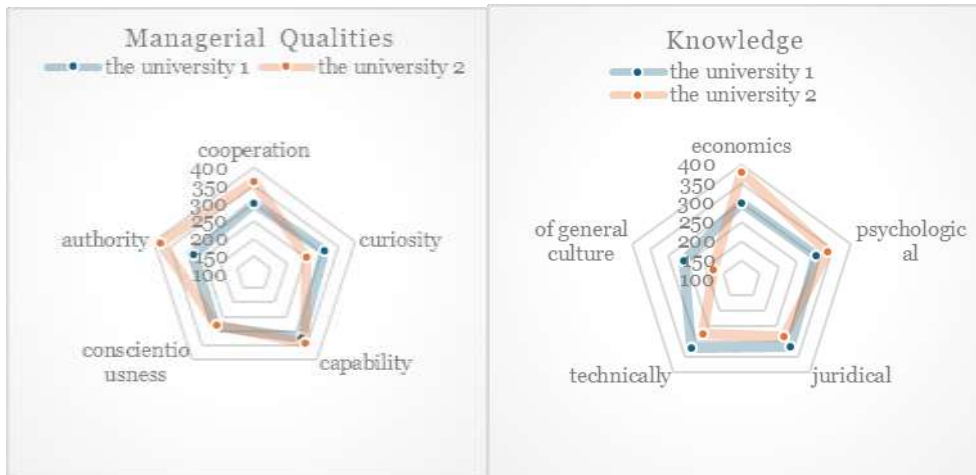 Managerial Qualities
the university 1
the university 2
cooperation
400
350
300
250
200
150
100
authority
curiosity
conscientio
usness
capability
Knowledge
the university 1
the university 2
economics
400
350
300
250
200
150
100
of general
culture
psychologic
al
technically
juridical